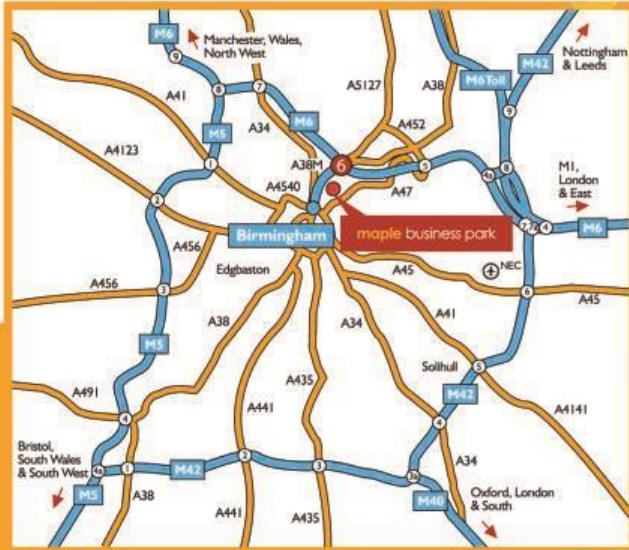 M6
Manchester, Wales,
North West
Nottingham
& Leeds
M42
M6Toll
9
8
7
A41
A5127
A38
M5
A34
M6
A452
9
A4123
1
A38M
6
5
4a
8
M1,
London
& East
A4540
A47
2
7,7a
4
M6
Birmingham
maple business park
A456
Edgbaston
A45
NEC
A456
3
6
A45
A38
A34
A41
M5
Solihull
5
A435
M42
A491
A441
A4141
4
4
Bristol,
South Wales
& South West
4a
1
M42
2
3
3a
A34
M5
A38
M40
Oxford, London
& South
A441
A435